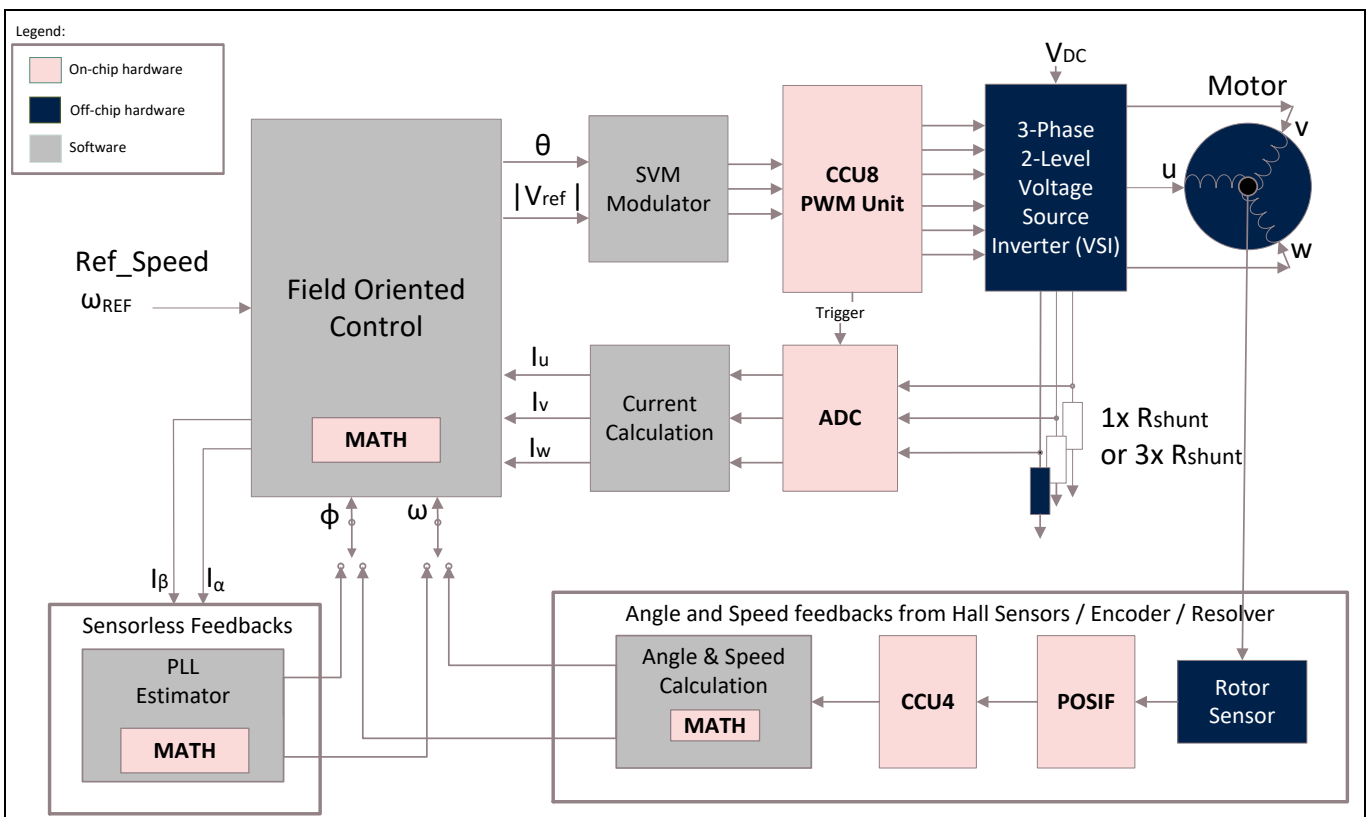 Legend:
On-chip hardware
Off-chip hardware
Software
Ref_Speed
ωREF
Field Oriented
Control
MATH
θ
|Vref|
SVM
Modulator
CCU8
PWM Unit
VDC
3-Phase
2-Level
Voltage
Source
Inverter (VSI)
Motor
u
v
w
Trigger
Iu
Iv
Iw
Current
Calculation
ADC
1x Rshunt
or 3x Rshunt
ϕ
ω
Iβ
Iα
Sensorless Feedbacks
PLL
Estimator
MATH
Angle and Speed feedbacks from Hall Sensors / Encoder / Resolver
Angle & Speed
Calculation
MATH
CCU4
POSIF
Rotor
Sensor